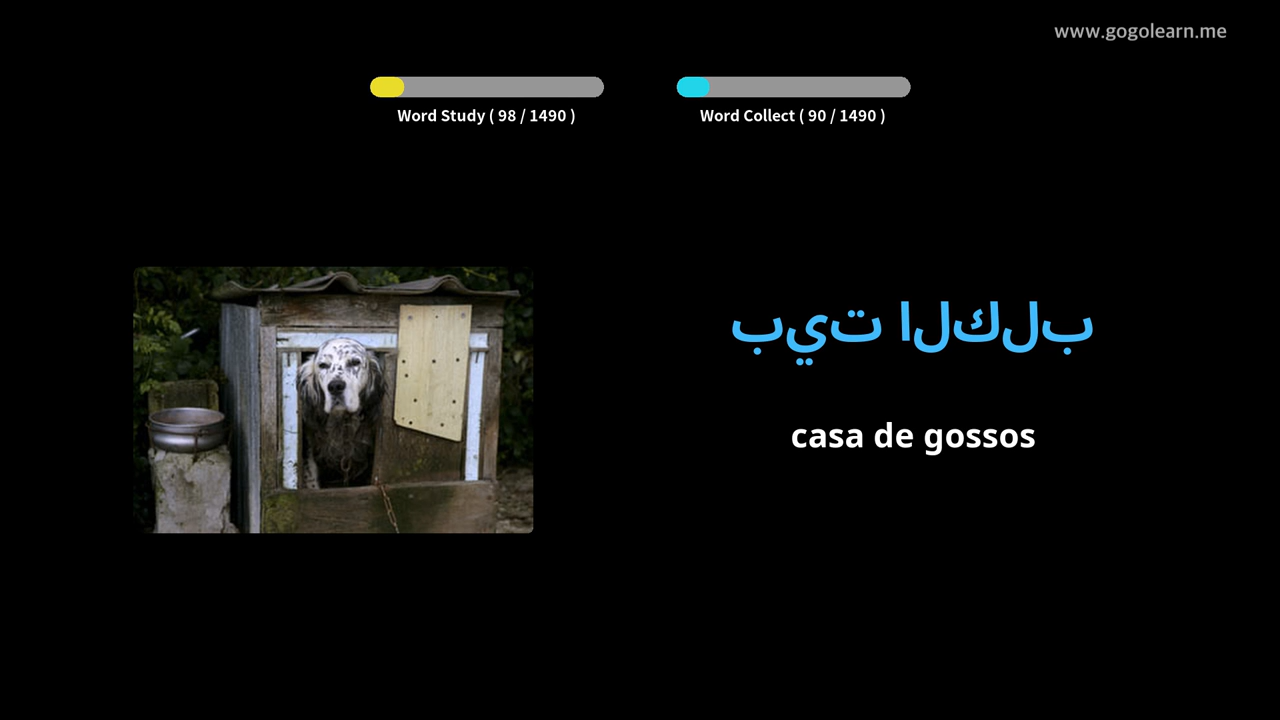 www.gogolearn.me
Word Study ( 98 / 1490 )
Word Collect ( 90 / 1490 )
بيت الكلب
casa de gossos